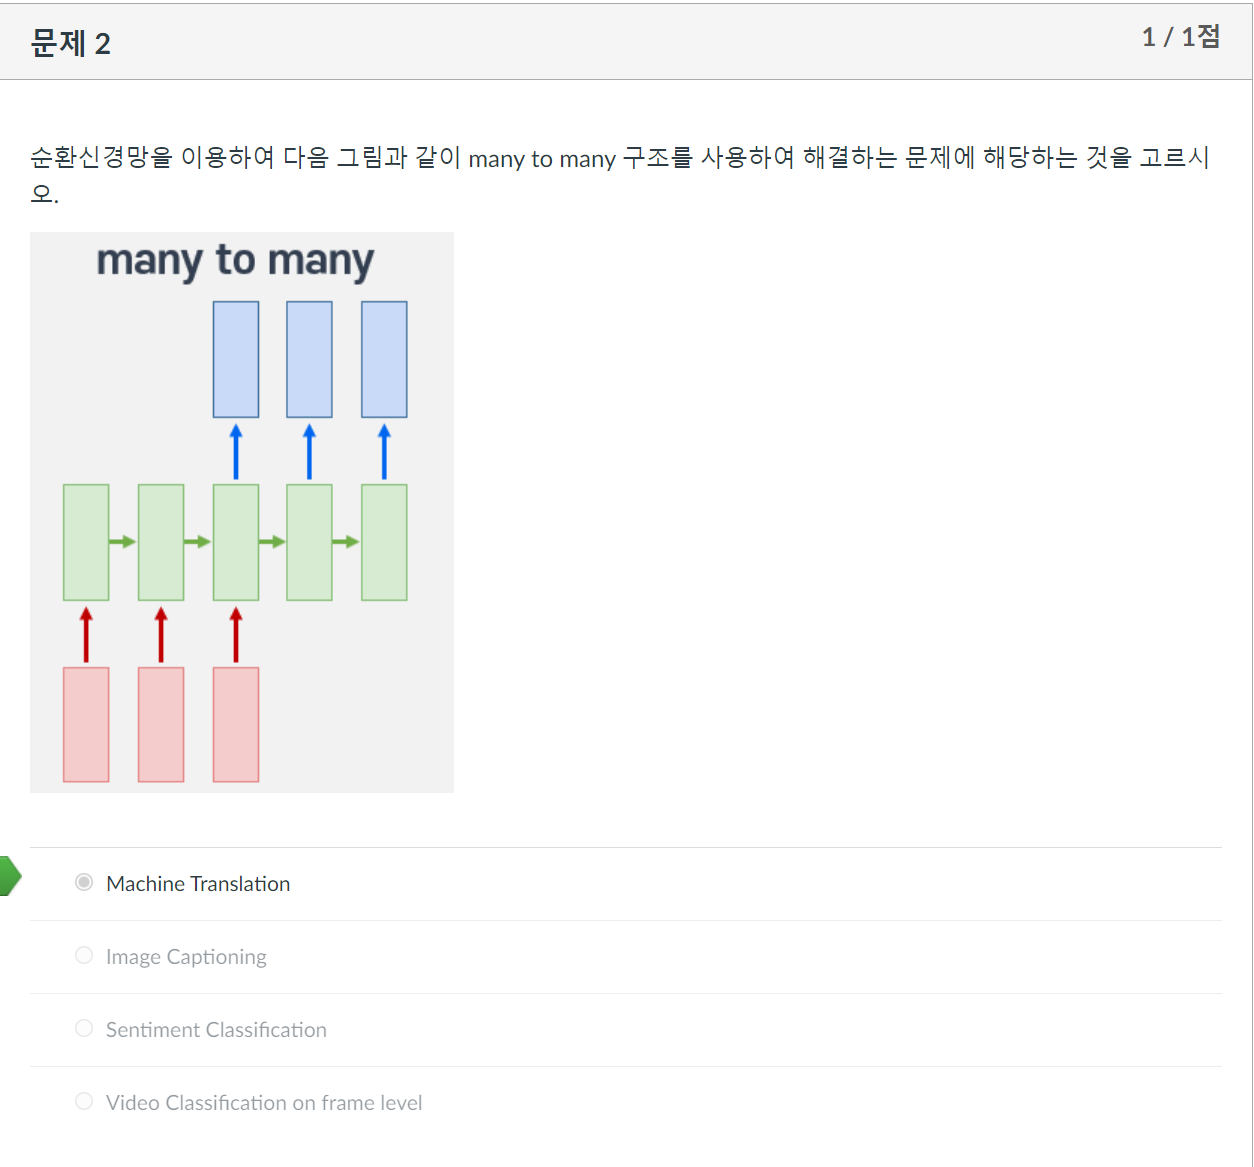 문제 2
1 / 1점
순환신경망을 이용하여 다음 그림과 같이 many to many 구조를 사용하여 해결하는 문제에 해당하는 것을 고르시
오.
many to many
Machine Translation
Image Captioning
Sentiment Classification
Video Classification on frame level